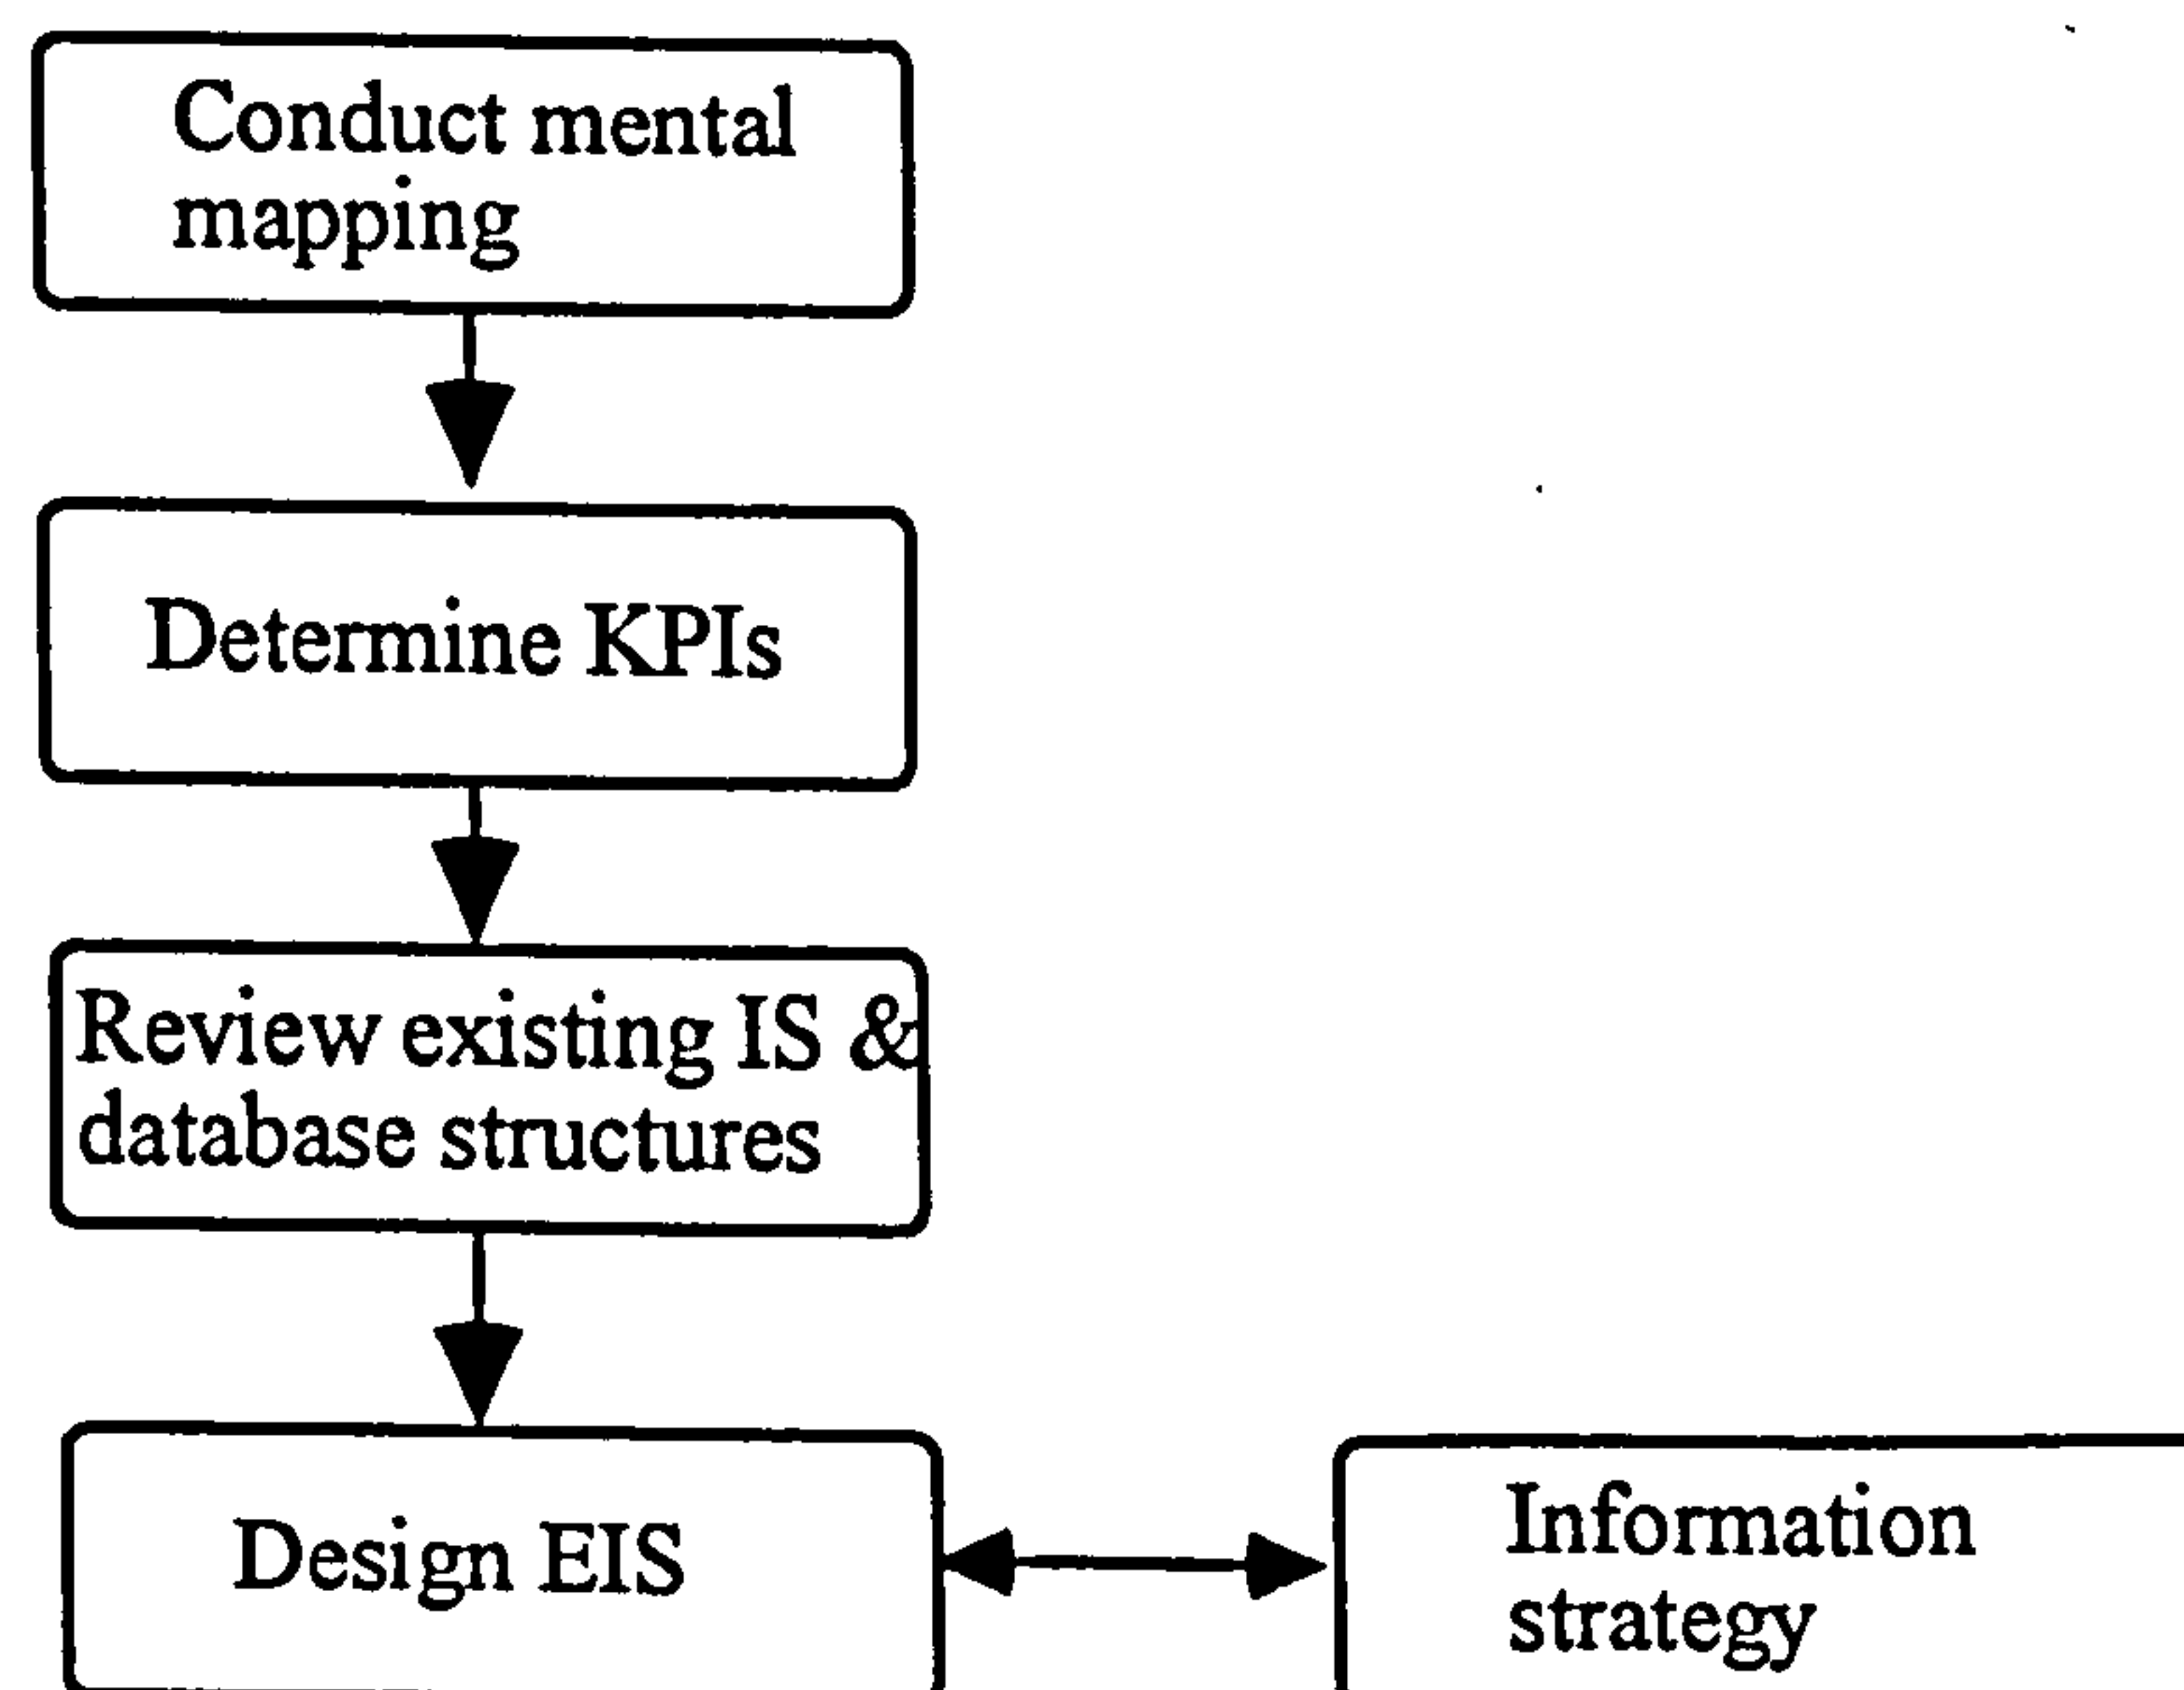 Conduct mental
mapping
Determine KPIs
Review existing IS &
database structures
Design EIS
Information
strategy